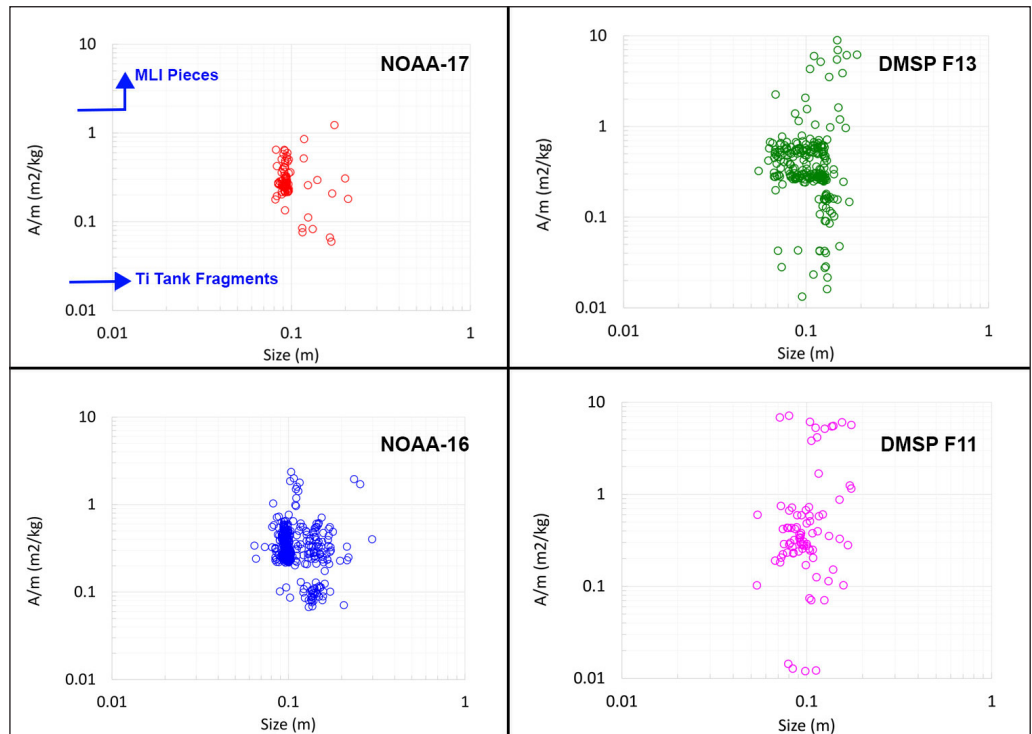 NOAA-17
MLI Pieces
Ti Tank Fragments
A/m (m2/kg)
10
1
0.1
0.01
0.01
0.1
1
Size (m)
DMSP F13
A/m (m2/kg)
10
1
0.1
0.01
0.01
0.1
1
Size (m)
NOAA-16
A/m (m2/kg)
10
1
0.1
0.01
0.01
0.1
1
Size (m)
DMSP F11
A/m (m2/kg)
10
1
0.1
0.01
0.01
0.1
1
Size (m)